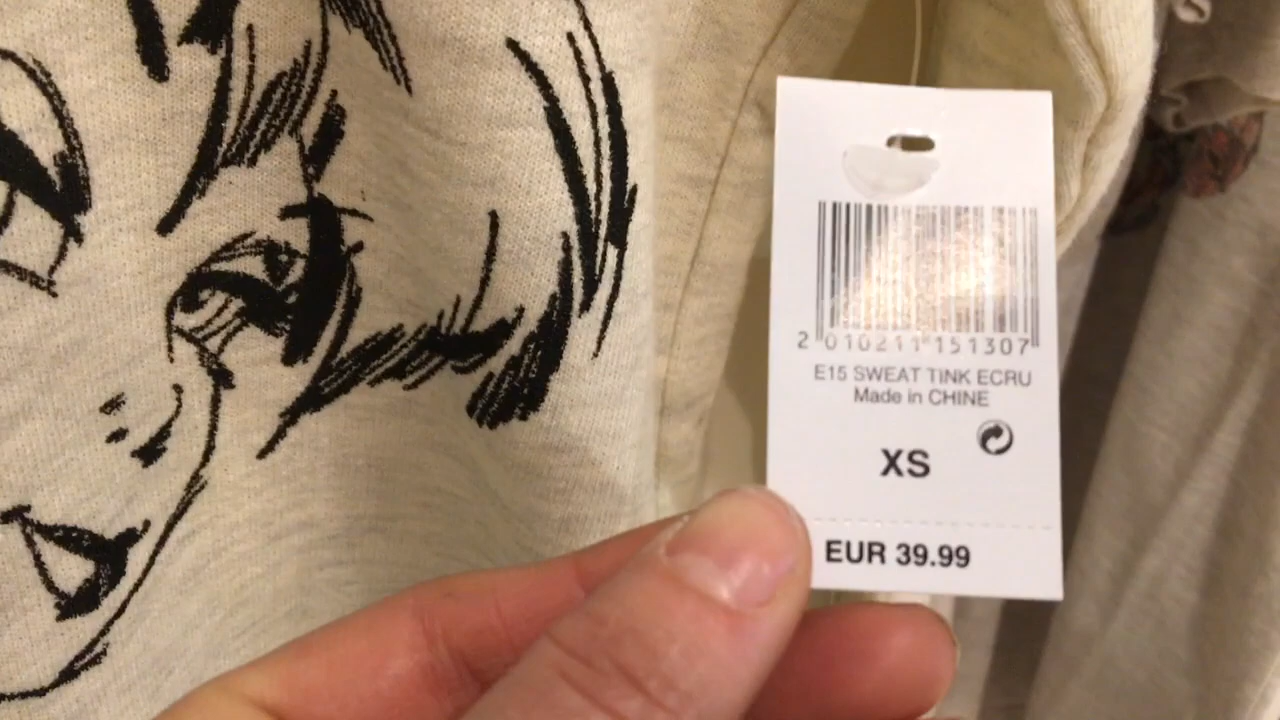 2 010211 151307
E15 SWEAT TINK ECRU
Made in CHINE
XS
EUR 39.99